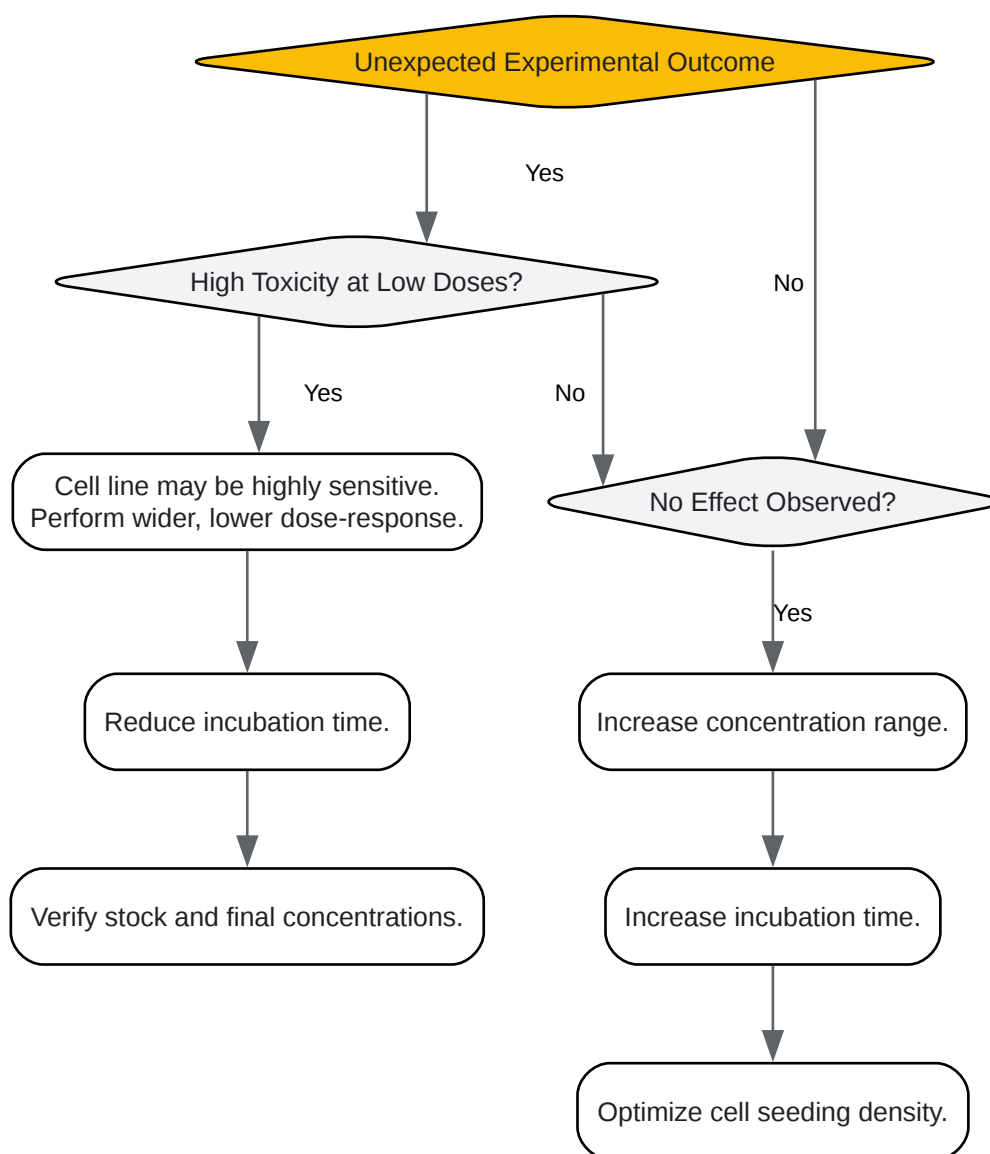 Unexpected Experimental Outcome
Yes
High Toxicity at Low Doses?
No
Yes
No
Cell line may be highly sensitive.
Perform wider, lower dose-response.
No Effect Observed?
Yes
Reduce incubation time.
Increase concentration range.
Verify stock and final concentrations.
Increase incubation time.
Optimize cell seeding density.